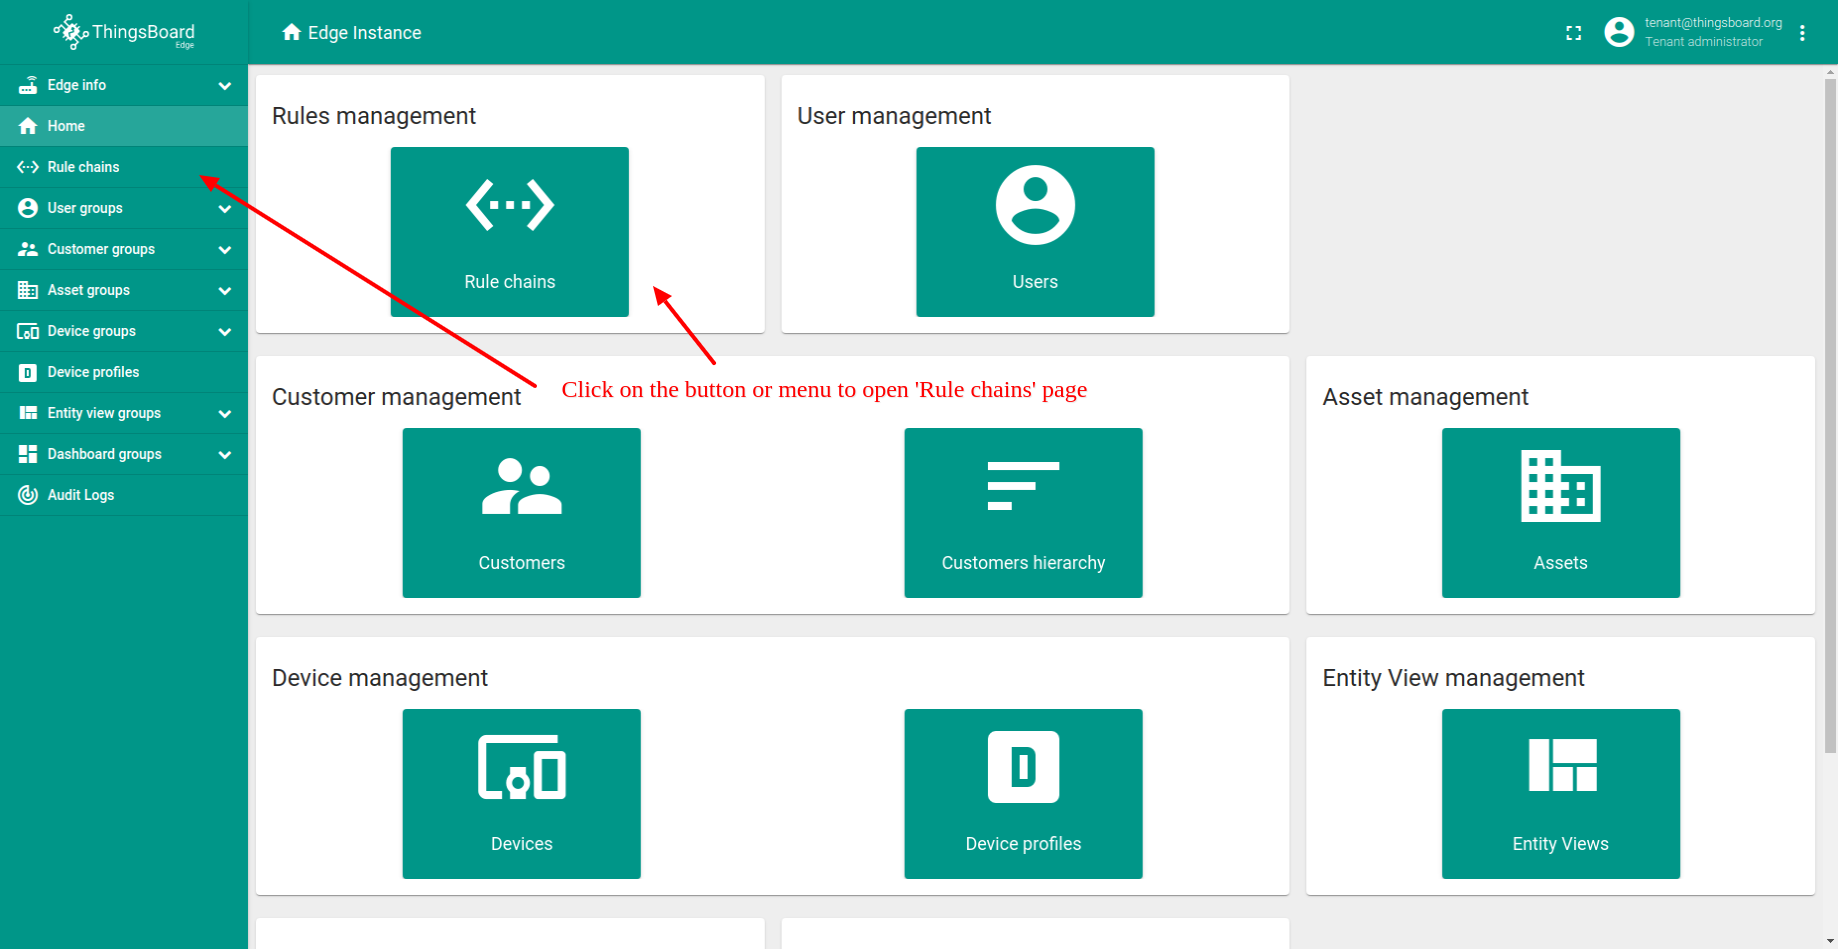 ThingsBoard
Edge
Edge Instance
tenant@thingsboard.org
Tenant administrator
Edge info
Home
Rule chains
User groups
Customer groups
Asset groups
Device groups
Device profiles
Entity view groups
Dashboard groups
Audit Logs
Rules management
Rule chains
User management
Users
Click on the button or menu to open 'Rule chains' page
Customer management
Customers
Customers hierarchy
Asset management
Assets
Device management
Devices
D
Device profiles
Entity View management
Entity Views